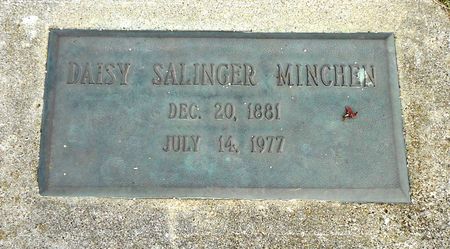 DAISY SALINGER MINCHEN
DEC. 20, 1881
JULY 14, 1977